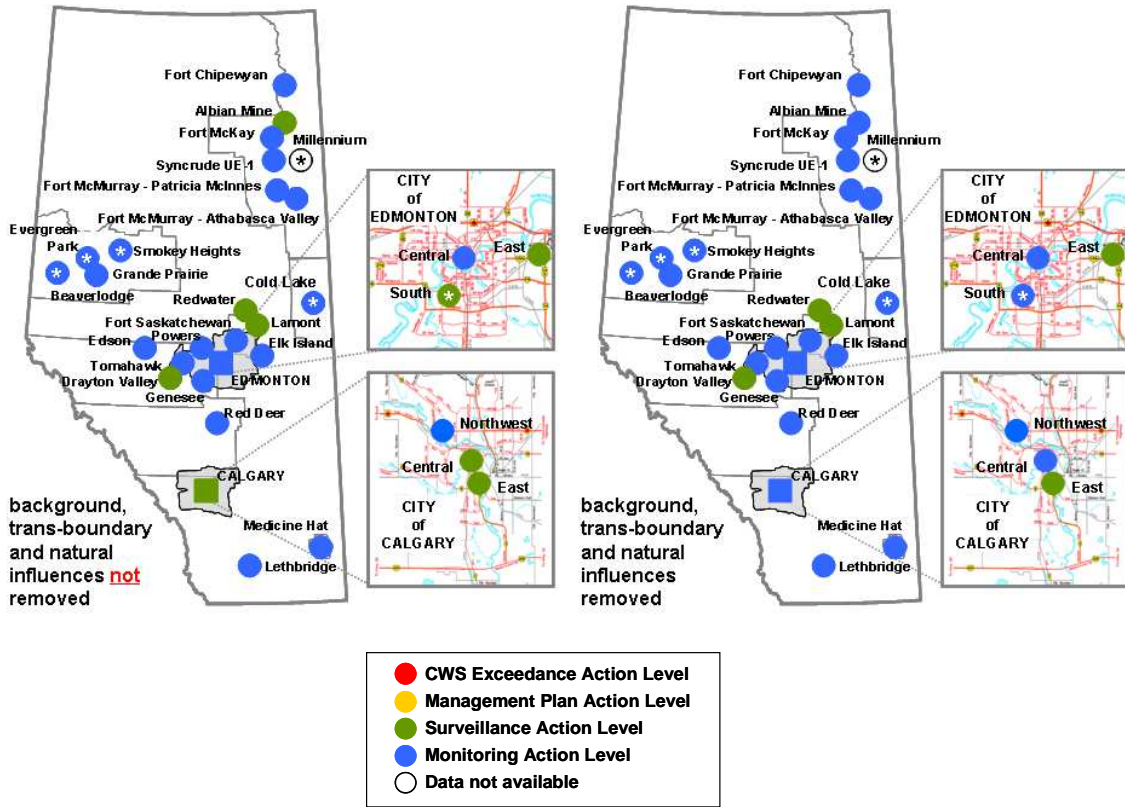 Fort Chipewyan
Albian Mine
Fort McKay
Millennium
*
Syncrude UE-1
Fort McMurray - Patricia McInnes
Fort McMurray - Athabasca Valley
Evergreen
Park
*
*
Smokey Heights
*
Grande Prairie
Beaverlodge
Cold Lake
*
Redwater
Fort Saskatchewan
Lamont
Edson
Powers
Elk Island
Tomahawk
Drayton Valley
EDMONTON
Genesee
Red Deer
CALGARY
Medicine Hat
Lethbridge
background,
trans-boundary
and natural
influences not
removed
CITY
of
EDMONTON
East
Central
South
*
Northwest
Central
East
CITY
of
CALGARY
Fort Chipewyan
Albian Mine
Fort McKay
Millennium
*
Syncrude UE-1
Fort McMurray - Patricia McInnes
Fort McMurray - Athabasca Valley
Evergreen
Park
*
*
Smokey Heights
*
Grande Prairie
Beaverlodge
Cold Lake
*
Redwater
Fort Saskatchewan
Lamont
Edson
Powers
Elk Island
Tomahawk
Drayton Valley
EDMONTON
Genesee
Red Deer
CALGARY
Medicine Hat
Lethbridge
background,
trans-boundary
and natural
influences
removed
CITY
of
EDMONTON
East
Central
South
*
Northwest
Central
East
CITY
of
CALGARY
CWS Exceedance Action Level
Management Plan Action Level
Surveillance Action Level
Monitoring Action Level
Data not available